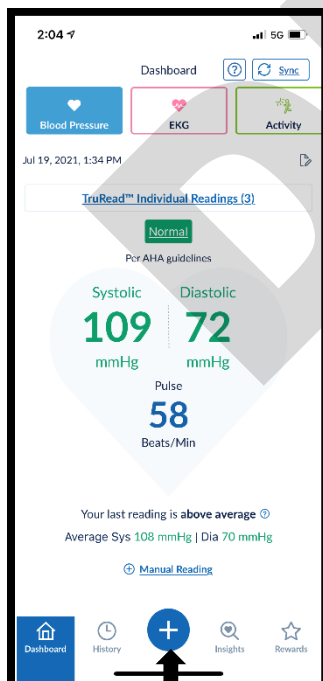 2:04 5G
Dashboard ? Sync
Blood Pressure EKG Activity
Jul 19, 2021, 1:34 PM
TruRead™ Individual Readings (3)
Normal
Per AHA guidelines
Systolic Diastolic
109 72
mmHg mmHg
Pulse
58
Beats/Min
Your last reading is above average ?
Average Sys 108 mmHg | Dia 70 mmHg
+ Manual Reading
Dashboard History + Insights Rewards